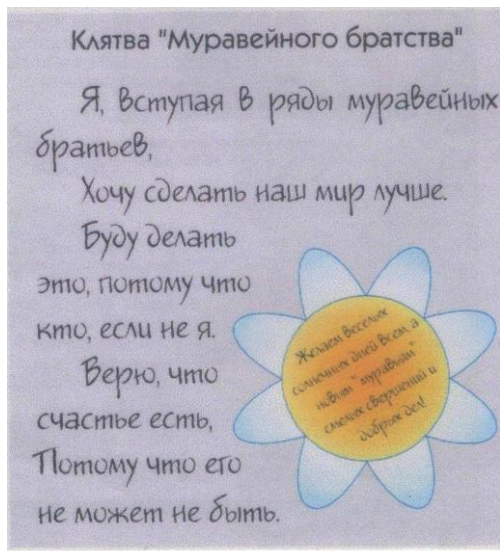 Клятва "Муравейного братства"
Я, вступая в ряды муравейных
братьев,
Хочу сделать наш мир лучше.
Буду делать
это, потому что
кто, если не я.
Верю, что
счастье есть,
Потому что его
не может не быть.
Желаем веселых
солнечных дней всем, а
новым "муравьям"
смелых свершений и
добрых дел!